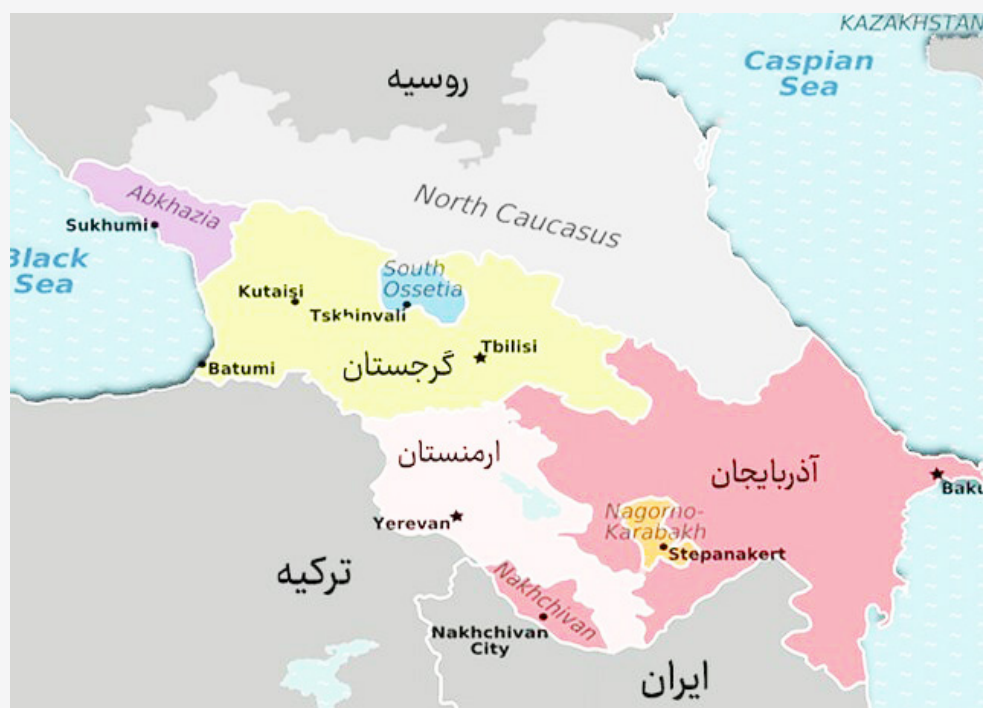 KAZAKHSTAN
Caspian
Sea
روسیه
North Caucasus
Abkhazia
Sukhumi
Black
Sea
South
Ossetia
Kutaisi
Tskhinvali
Tbilisi
گرجستان
Batumi
ارمنستان
آذربایجان
Baku
Nagorno-
Karabakh
Yerevan
Stepanakert
ترکیه
Nakhchivan
Nakhchivan
City
ایران